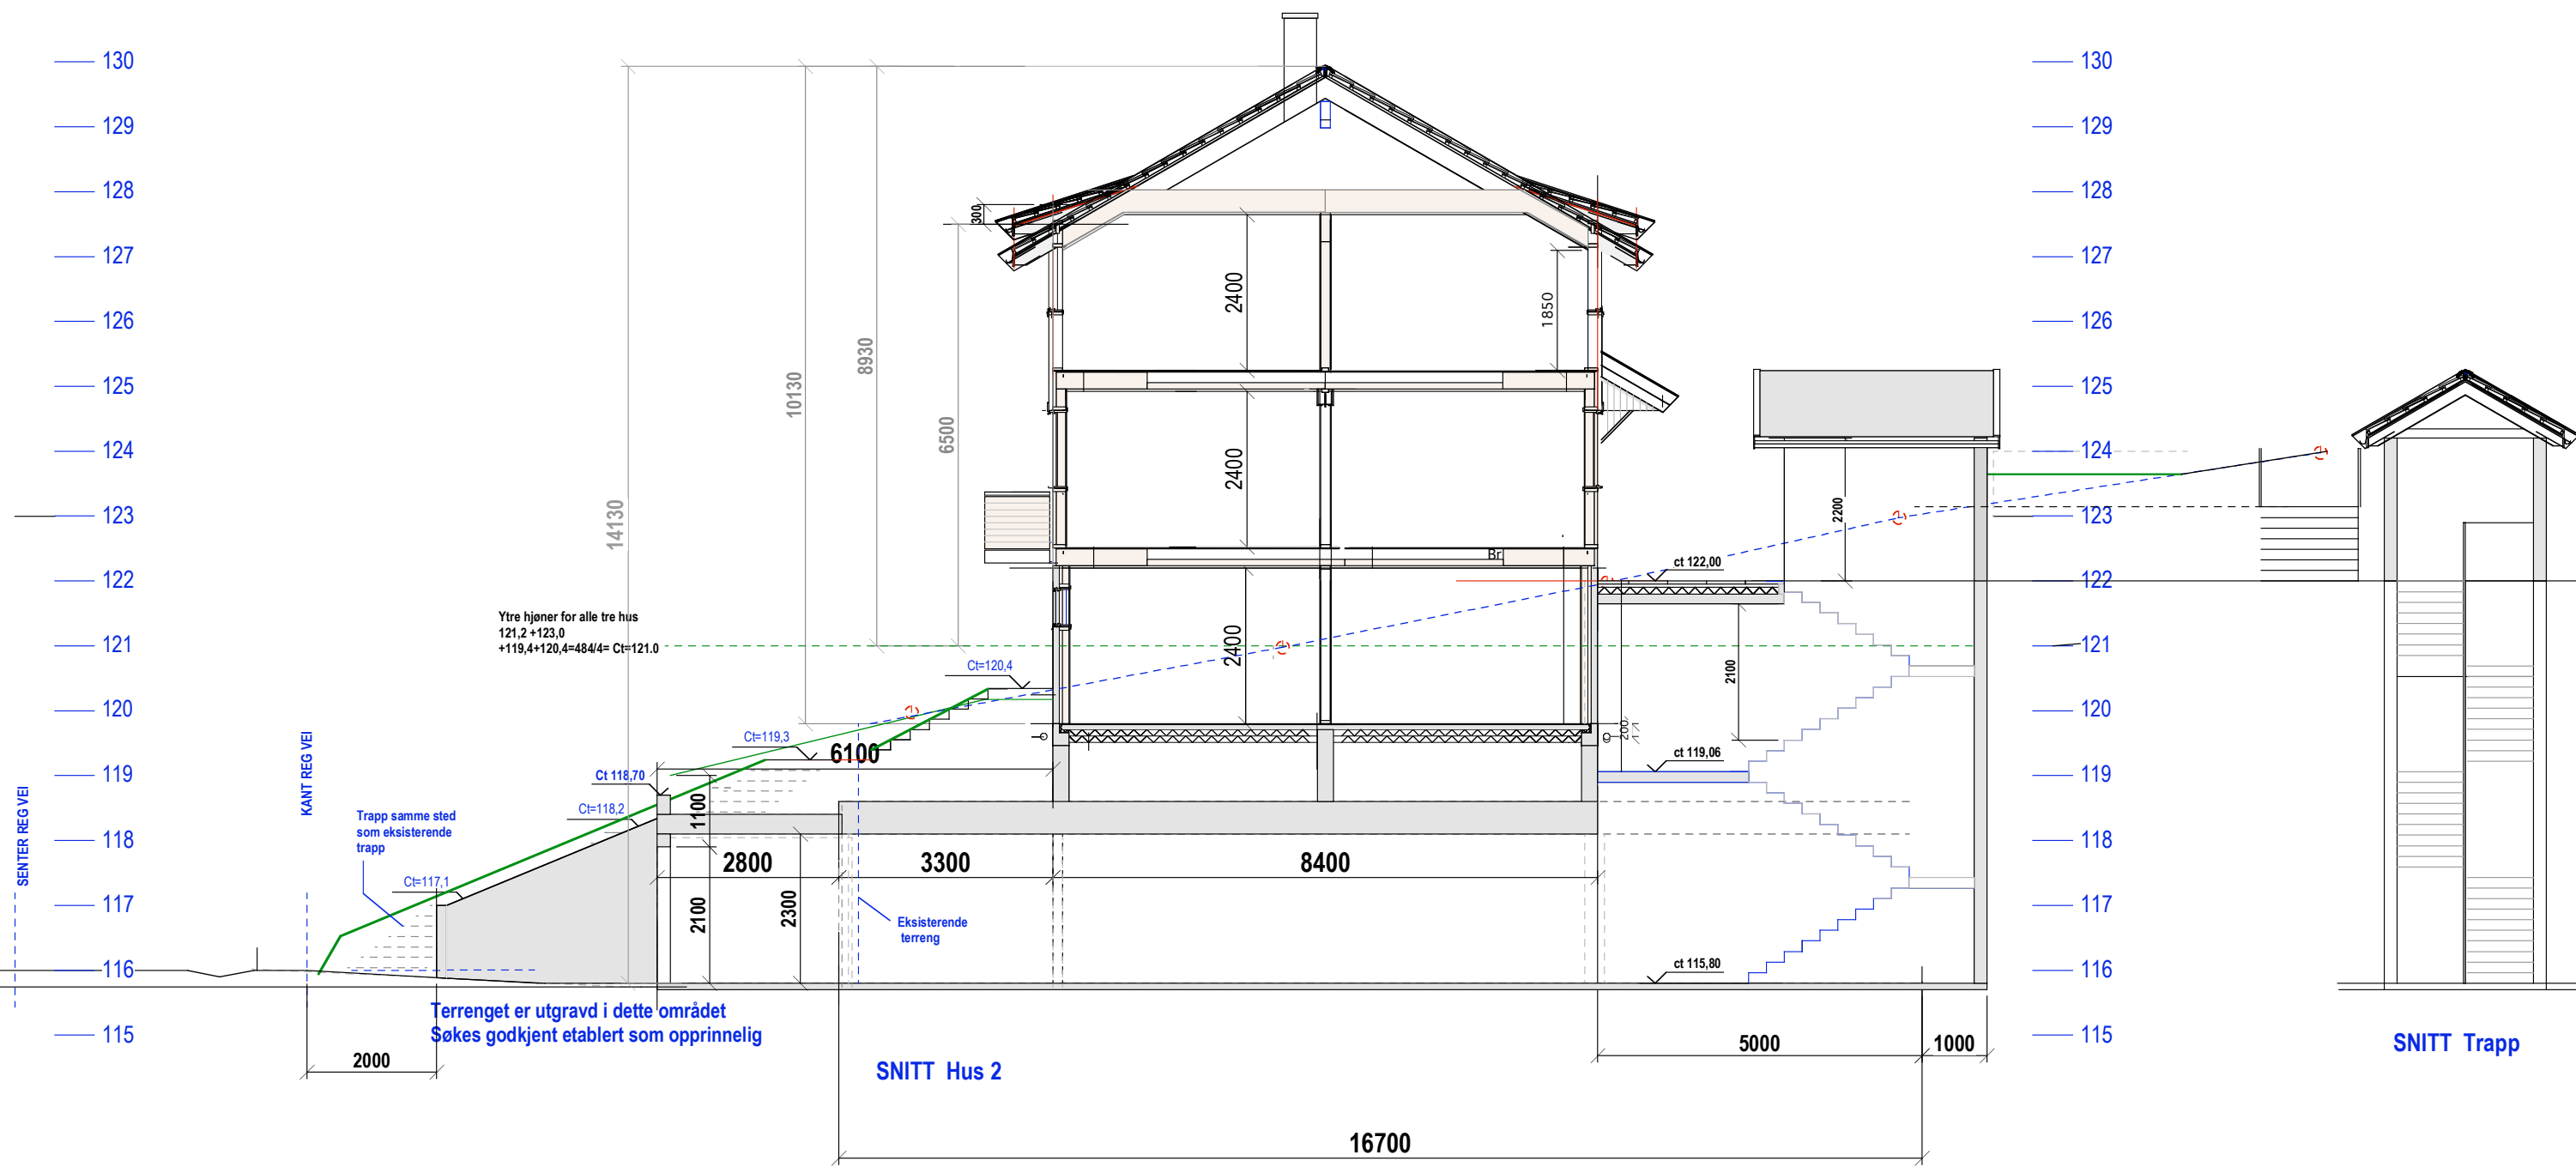 130
129
128
127
126
125
124
123
122
121
120
119
118
117
116
115
SENTER REG VEI
KANT REG VEI
2000
Trapp samme sted
som eksisterende
trapp
Ct=117,1
Ct=118,2
Ct 118,70
Ct=119,3
Ct=120,4
Ytre hjøner for alle tre hus
121,2 +123,0
+119,4+120,4=484/4= Ct=121.0
14130
10130
8930
6500
300
6100
1100
2100
2300
2800
3300
8400
Eksisterende
terreng
Terrenget er utgravd i dette området
Søkes godkjent etablert som opprinnelig
SNITT Hus 2
2400
1850
2400
Br
2400
200
ct 122,00
2200
2100
ct 119,06
ct 115,80
5000
1000
16700
130
129
128
127
126
125
124
123
122
121
120
119
118
117
116
115
SNITT Trapp